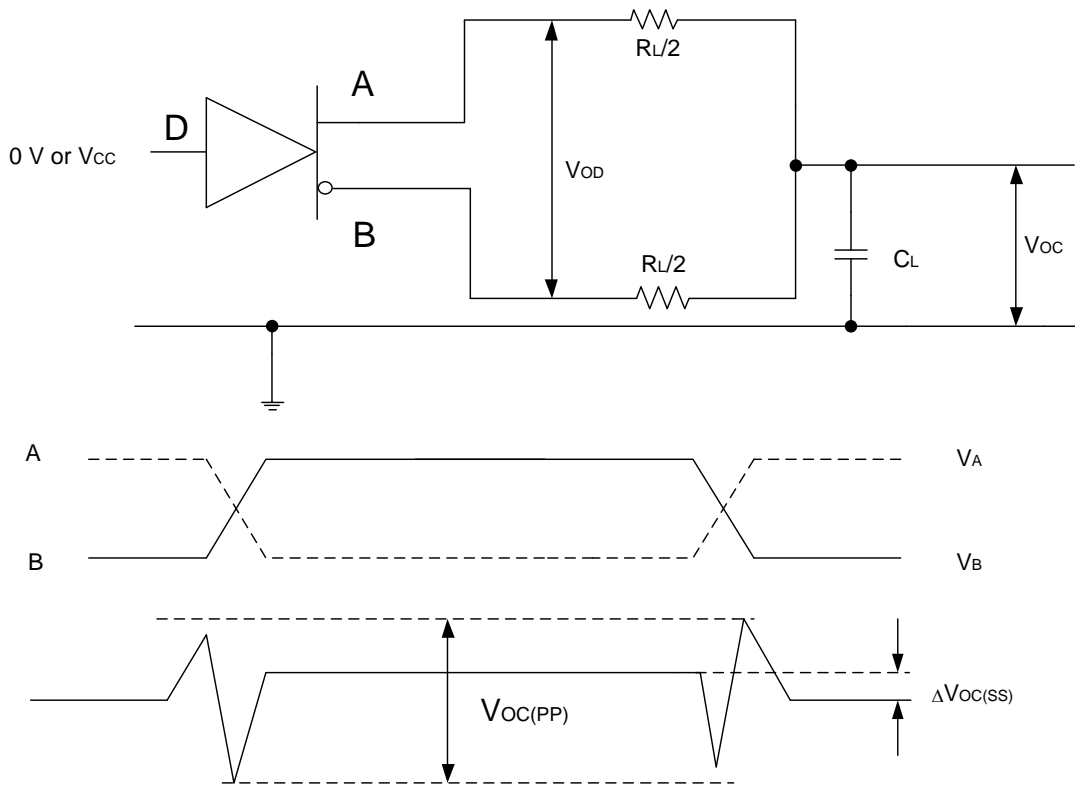 RL/2
A
D
0 V or VCC
VOD
B
RL/2
CL
VOC
A
VA
B
VB
VOC(PP)
ΔVOC(SS)